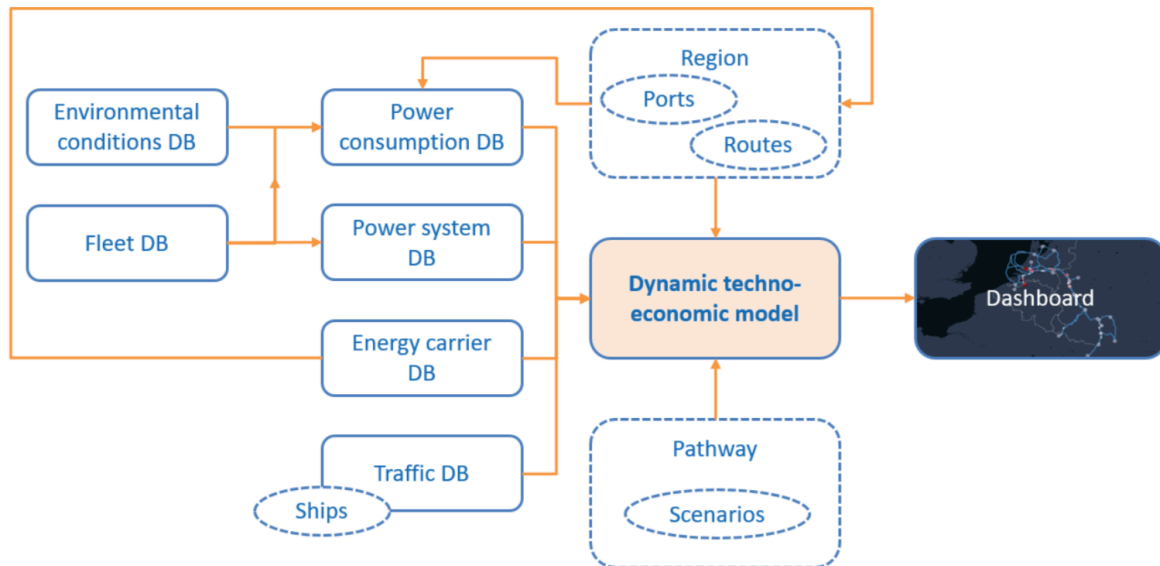 Region
Ports
Routes
Environmental
conditions DB
Power
consumption DB
Fleet DB
Power system
DB
Dynamic techno-
economic model
Dashboard
Energy carrier
DB
Traffic DB
Ships
Pathway
Scenarios